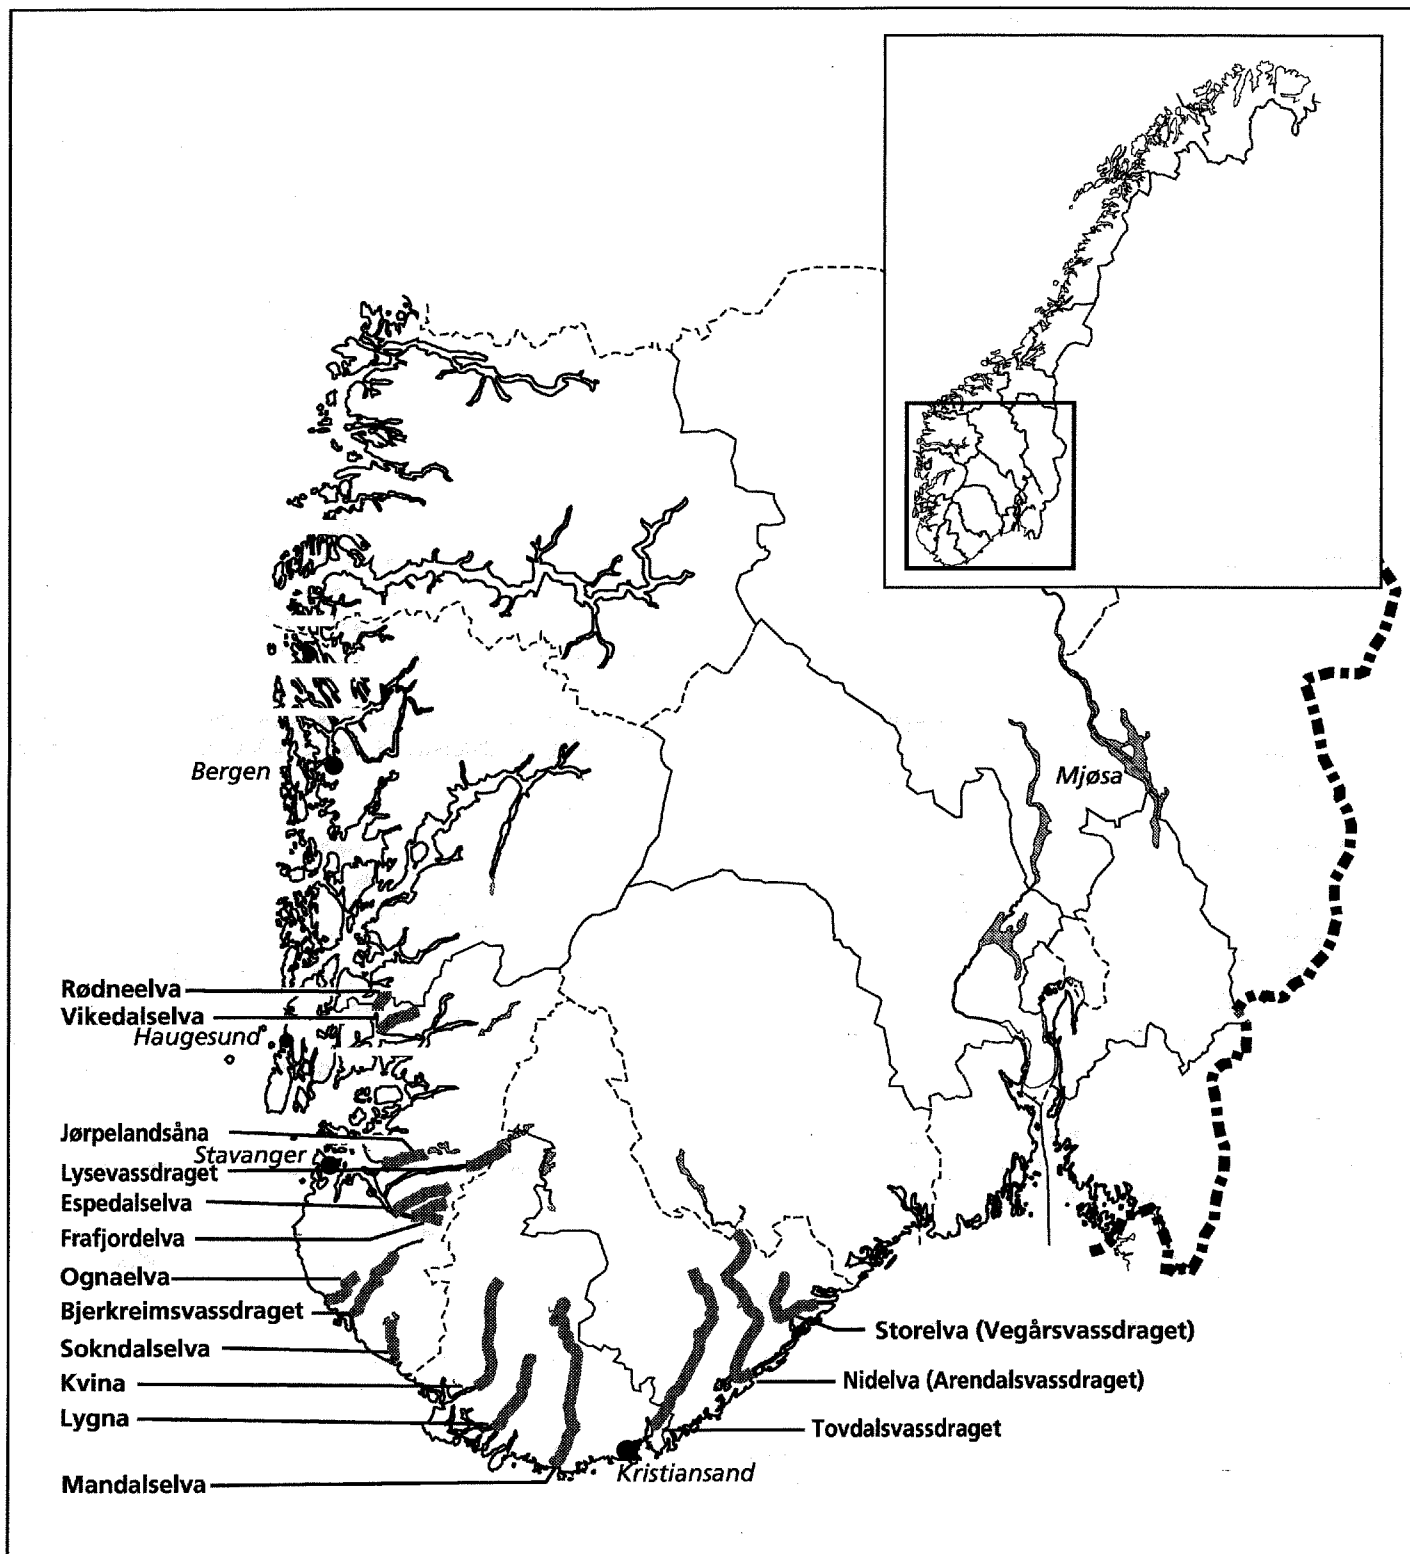 Bergen
Mjøsa
Rødneelva
Vikedalselva
Haugesund
Jørpelandsåna
Stavanger
Lysevassdraget
Espedalselva
Frafjordelva
Ognaelva
Bjerkreimsvassdraget
Storelva (Vegårsvassdraget)
Sokndalselva
Kvina
Nidelva (Arendalsvassdraget)
Lygna
Tovdalsvassdraget
Kristiansand
Mandalselva